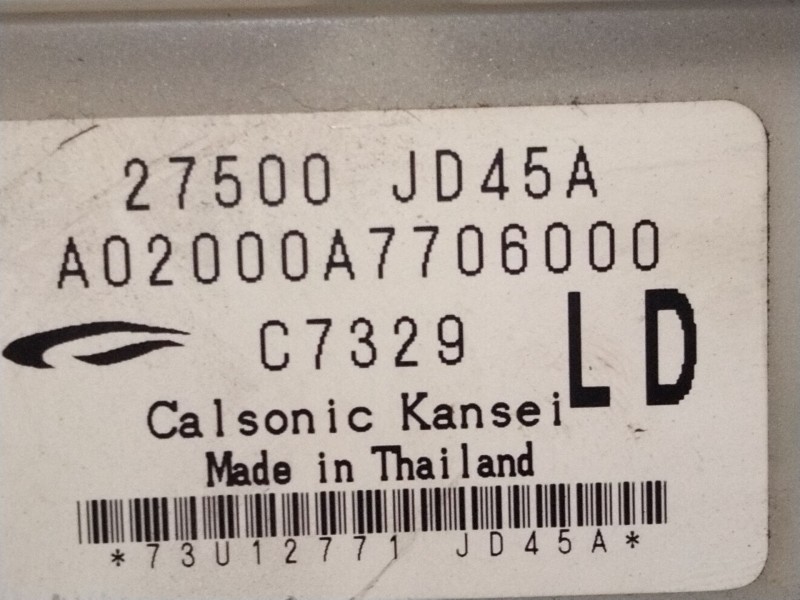 27500 JD45A
A02000A7706000
C7329 LD
Calsonic Kansei
Made in Thailand
*73U12771 JD45A*